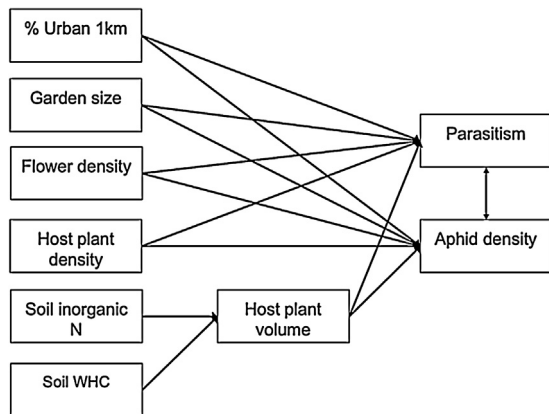 % Urban 1km
Garden size
Flower density
Host plant
density
Soil inorganic
N
Soil WHC
Host plant
volume
Parasitism
Aphid density